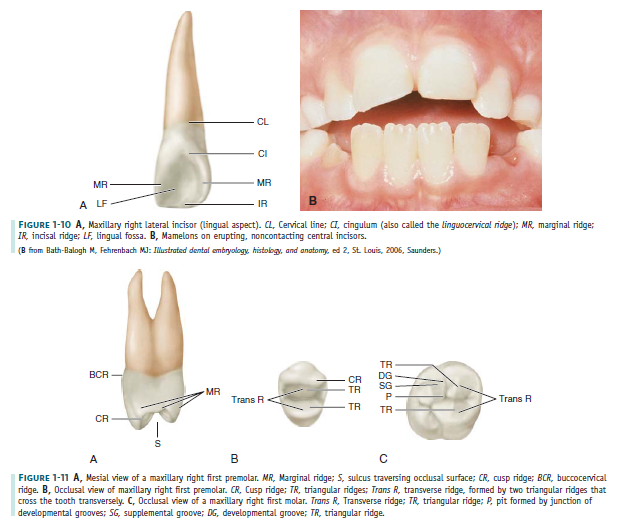 CL
CI
MR
MR
A
LF
IR
B
FIGURE 1-10 A, Maxillary right lateral incisor (lingual aspect). CL, Cervical line; CI, cingulum (also called the linguocervical ridge); MR, marginal ridge;
IR, incisal ridge; LF, lingual fossa. B, Mamelons on erupting, noncontacting central incisors.
(B from Bath-Balogh M, Fehrenbach MJ: Illustrated dental embryology, histology, and anatomy, ed 2, St. Louis, 2006, Saunders.)
BCR
MR
CR
S
A
Trans R
CR
TR
TR
B
TR
DG
SG
P
TR
Trans R
C
FIGURE 1-11 A, Mesial view of a maxillary right first premolar. MR, Marginal ridge; S, sulcus traversing occlusal surface; CR, cusp ridge; BCR, buccocervical
ridge. B, Occlusal view of maxillary right first premolar. CR, Cusp ridge; TR, triangular ridges; Trans R, transverse ridge, formed by two triangular ridges that
cross the tooth transversely. C, Occlusal view of a maxillary right first molar. Trans R, Transverse ridge; TR, triangular ridge; P, pit formed by junction of
developmental grooves; SG, supplemental groove; DG, developmental groove; TR, triangular ridge.